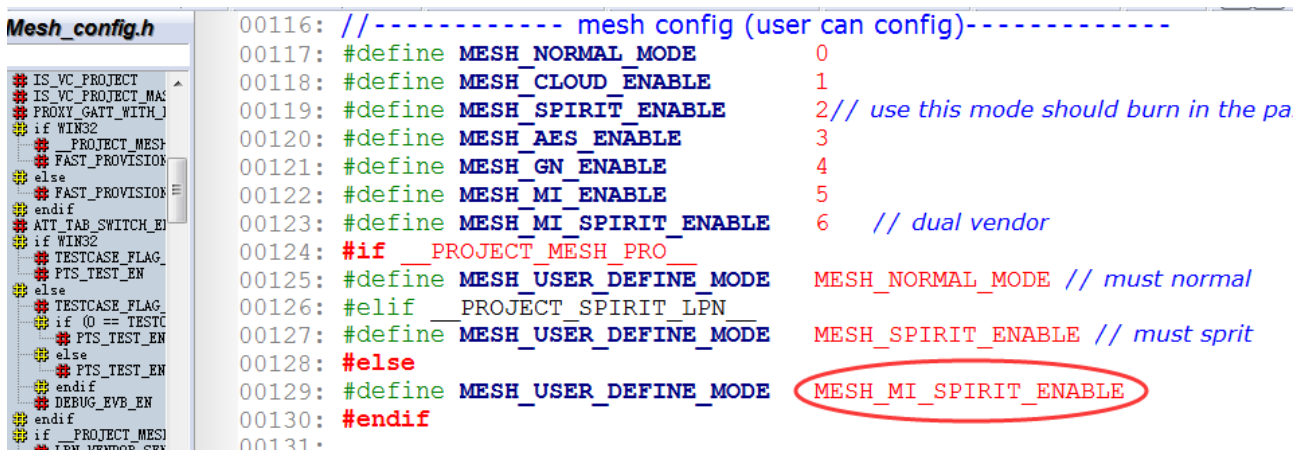 Mesh_config.h
IS_VC_PROJECT
IS_VC_PROJECT_MAS
PROXY_GATT_WITH_
if WIN32
__PROJECT_MESH
FAST_PROVISION
else
FAST_PROVISION
endif
ATT_TAB_SWITCH_E
if WIN32
TESTCASE_FLAG_
PTS_TEST_EN
else
TESTCASE_FLAG_
if (0 == TESTC
PTS_TEST_EN
else
PTS_TEST_EN
endif
DEBUG_EVB_EN
endif
if __PROJECT_MES
LPN_VENDOR_SEN
00116: //------------ mesh config (user can config)--------------
00117: #define MESH_NORMAL_MODE 0
00118: #define MESH_CLOUD_ENABLE 1
00119: #define MESH_SPIRIT_ENABLE 2// use this mode should burn in the pa
00120: #define MESH_AES_ENABLE 3
00121: #define MESH_GN_ENABLE 4
00122: #define MESH_MI_ENABLE 5
00123: #define MESH_MI_SPIRIT_ENABLE 6 // dual vendor
00124: #if __PROJECT_MESH_PRO__
00125: #define MESH_USER_DEFINE_MODE MESH_NORMAL_MODE // must normal
00126: #elif __PROJECT_SPIRIT_LPN__
00127: #define MESH_USER_DEFINE_MODE MESH_SPIRIT_ENABLE // must sprit
00128: #else
00129: #define MESH_USER_DEFINE_MODE MESH_MI_SPIRIT_ENABLE
00130: #endif
00131: